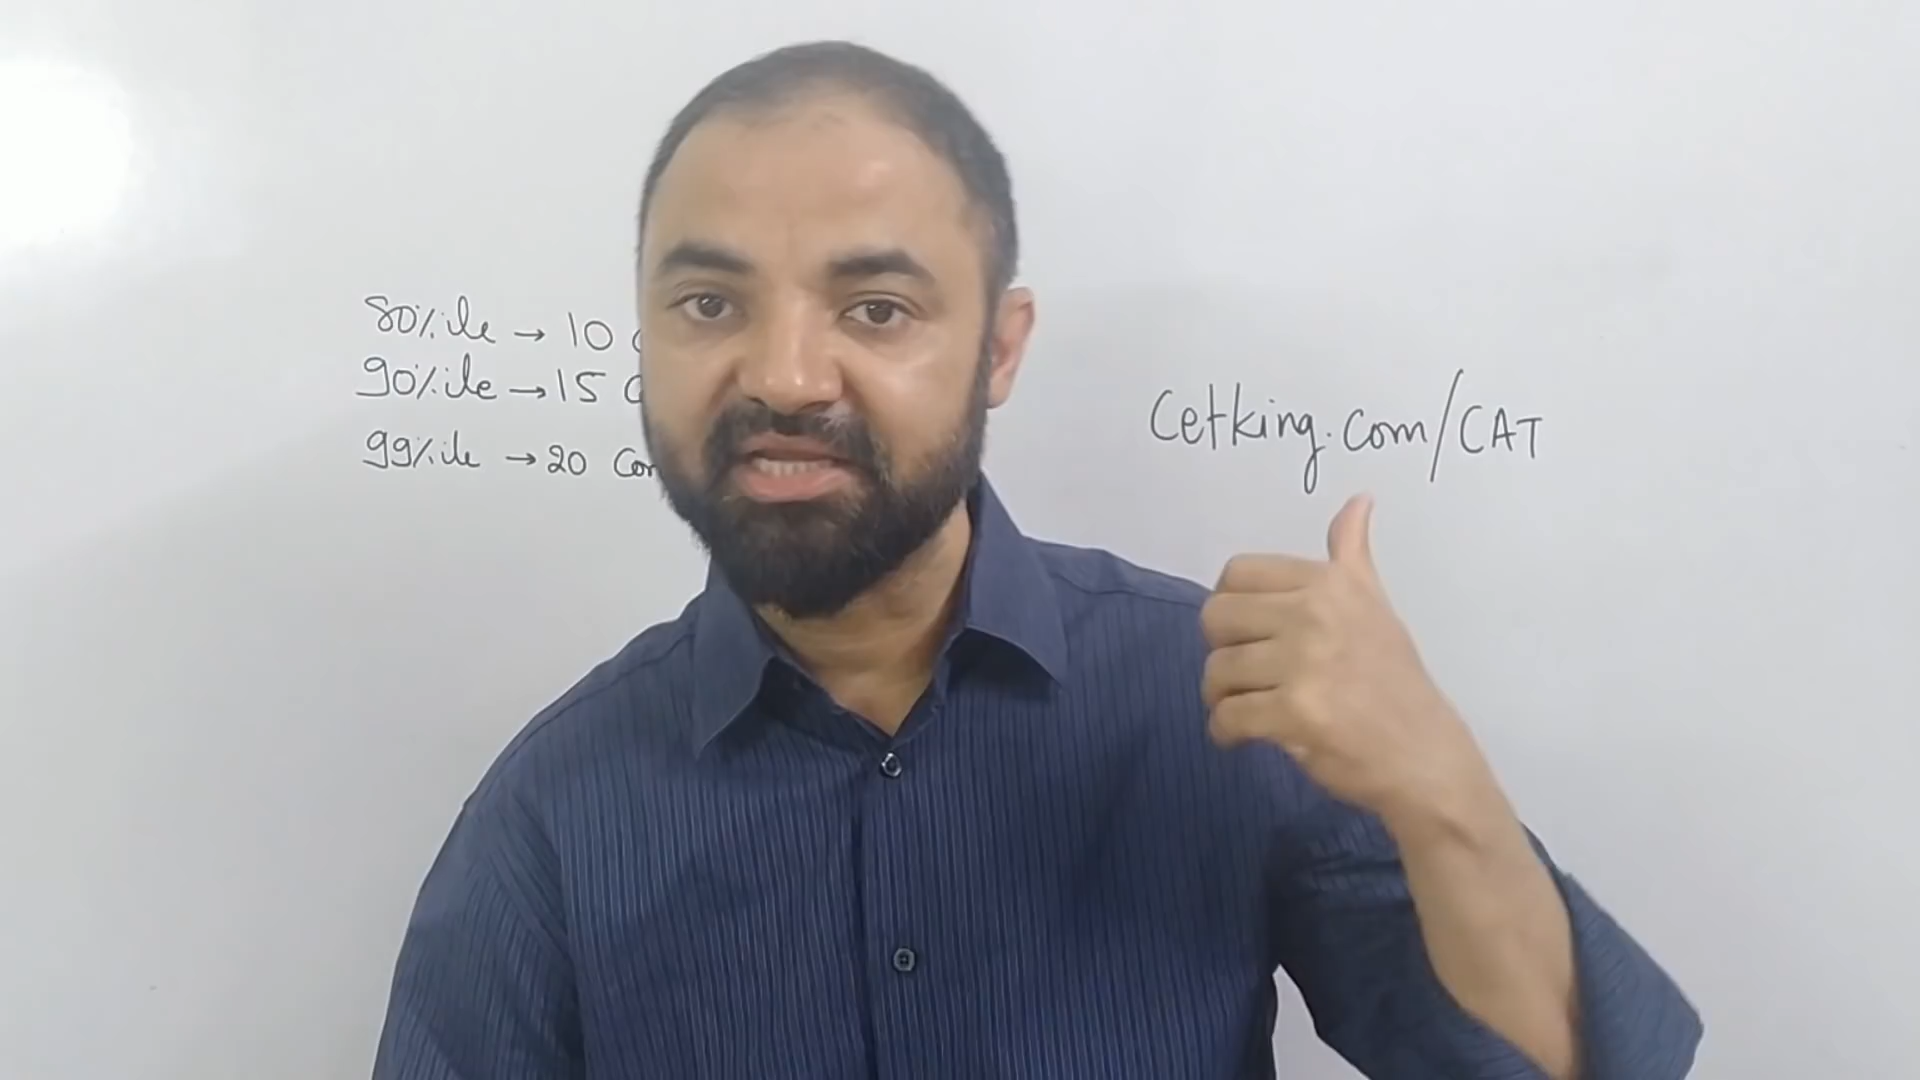 80%ile → 10
90%ile → 15
99%ile → 20
cetking.com/CAT